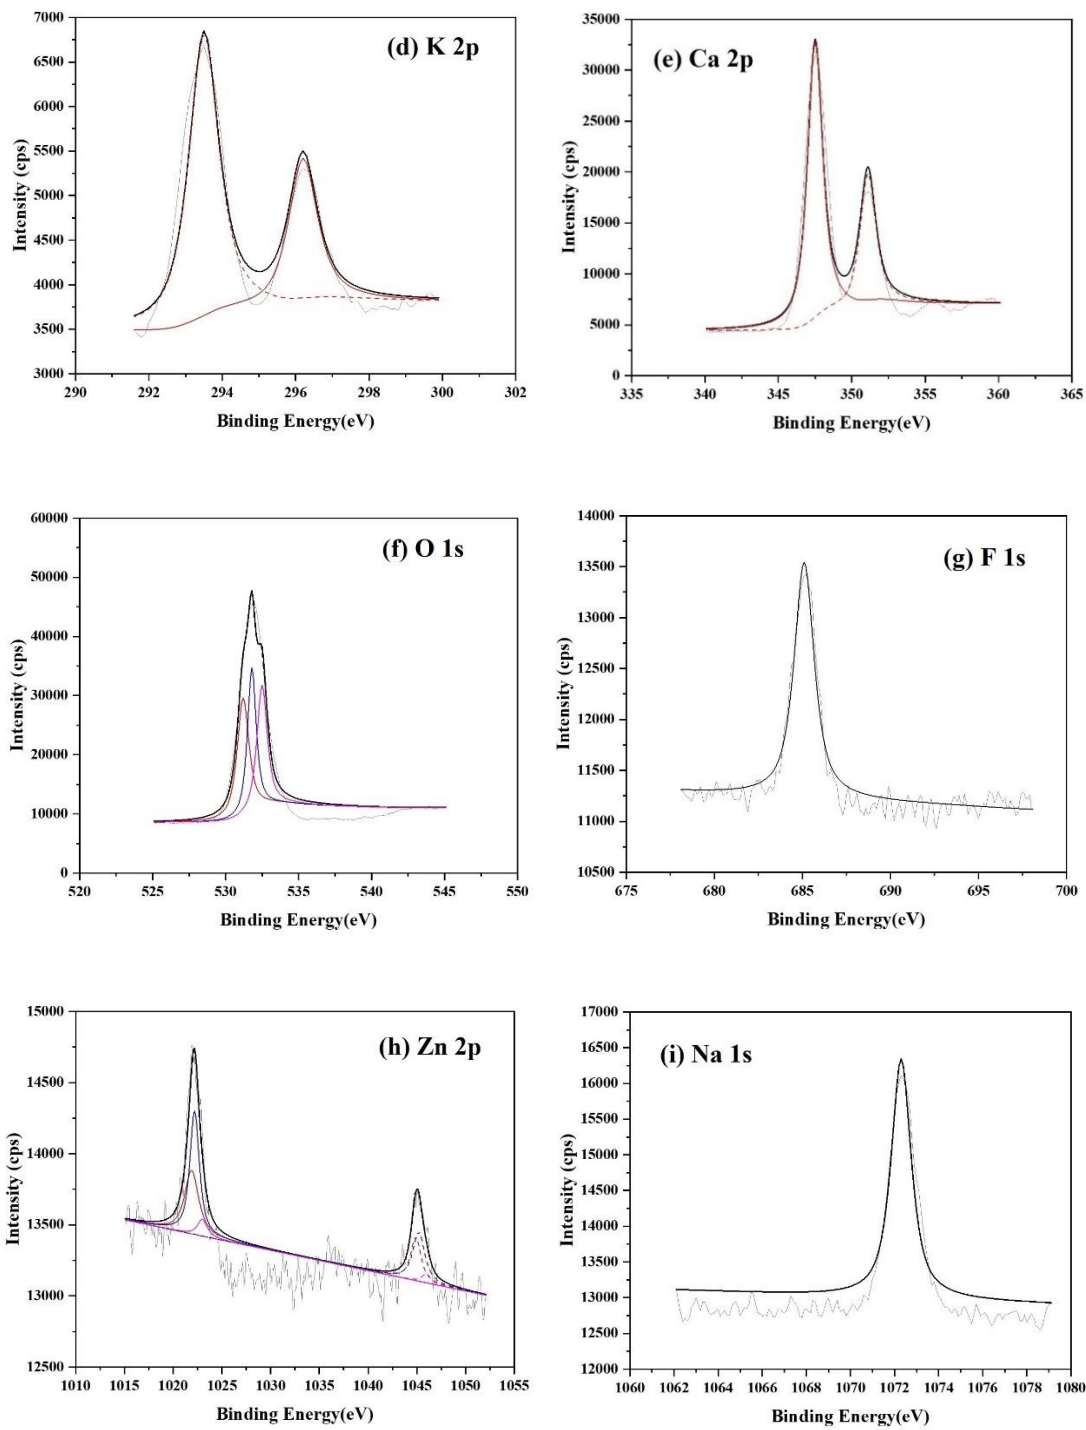 (d) K 2p
7000
6500
6000
5500
5000
4500
4000
3500
3000
Intensity (cps)
290 292 294 296 298 300 302
Binding Energy(eV)
(e) Ca 2p
35000
30000
25000
20000
15000
10000
5000
0
Intensity (cps)
335 340 345 350 355 360 365
Binding Energy(eV)
(f) O 1s
60000
50000
40000
30000
20000
10000
0
Intensity (cps)
520 525 530 535 540 545 550
Binding Energy(eV)
(g) F 1s
14000
13500
13000
12500
12000
11500
11000
10500
Intensity (cps)
675 680 685 690 695 700
Binding Energy(eV)
(h) Zn 2p
15000
14500
14000
13500
13000
12500
Intensity (cps)
1010 1015 1020 1025 1030 1035 1040 1045 1050 1055
Binding Energy(eV)
(i) Na 1s
17000
16500
16000
15500
15000
14500
14000
13500
13000
12500
12000
Intensity (cps)
1060 1062 1064 1066 1068 1070 1072 1074 1076 1078 1080
Binding Energy(eV)